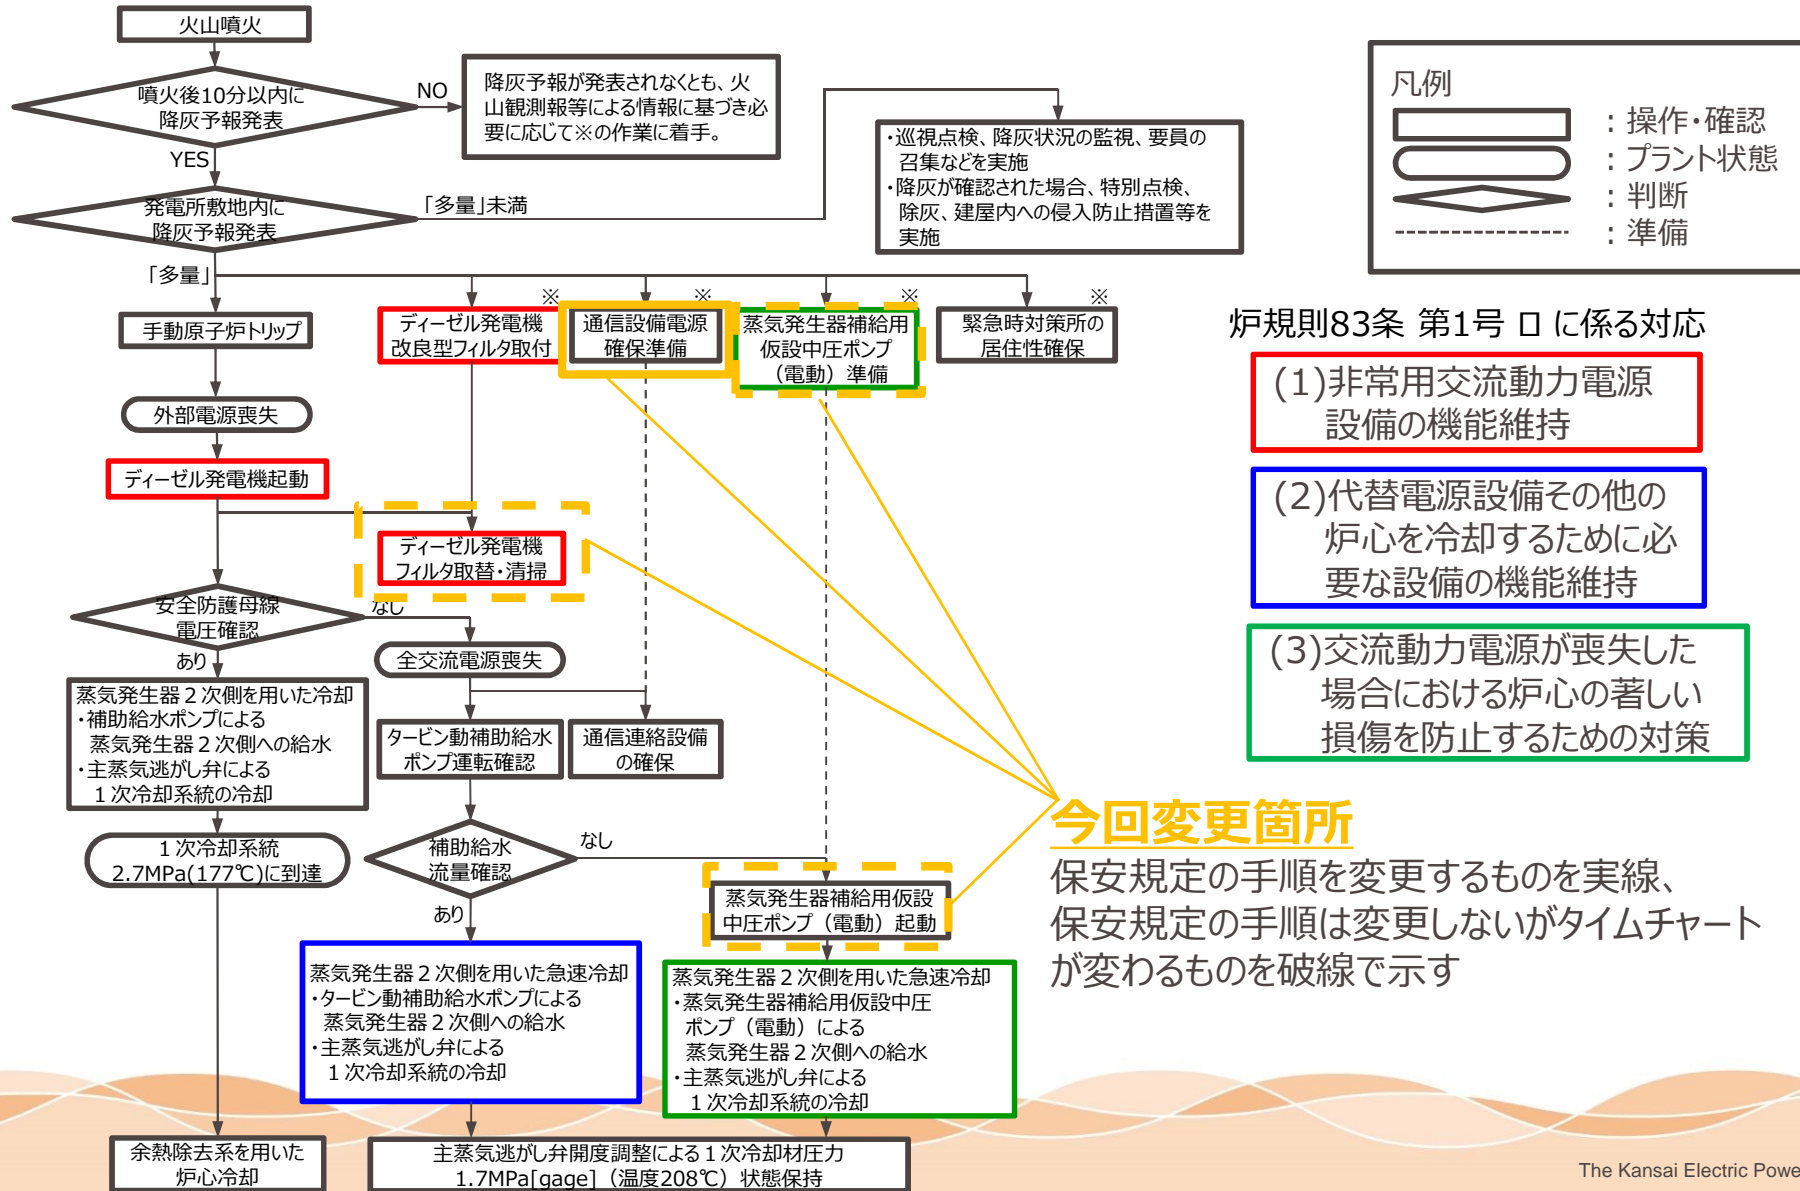 火山噴火
噴火後10分以内に
降灰予報発表
NO
降灰予報が発表されなくとも、火
山観測報等による情報に基づき必
要に応じて※の作業に着手。
YES
発電所敷地内に
降灰予報発表
「多量」未満
・巡視点検、降灰状況の監視、要員の
召集などを実施
・降灰が確認された場合、特別点検、
除灰、建屋内への侵入防止措置等を
実施
「多量」
手動原子炉トリップ
※
ディーゼル発電機
改良型フィルタ取付
※
通信設備電源
確保準備
※
蒸気発生器補給用
仮設中圧ポンプ
（電動）準備
※
緊急時対策所の
居住性確保
外部電源喪失
ディーゼル発電機起動
ディーゼル発電機
フィルタ取替・清掃
安全防護母線
電圧確認
なし
あり
全交流電源喪失
蒸気発生器２次側を用いた冷却
・補助給水ポンプによる
蒸気発生器２次側への給水
・主蒸気逃がし弁による
１次冷却系統の冷却
タービン動補助給水
ポンプ運転確認
通信連絡設備
の確保
１次冷却系統
2.7MPa(177℃)に到達
補助給水
流量確認
なし
あり
蒸気発生器補給用仮設
中圧ポンプ（電動）起動
蒸気発生器２次側を用いた急速冷却
・タービン動補助給水ポンプによる
蒸気発生器２次側への給水
・主蒸気逃がし弁による
１次冷却系統の冷却
蒸気発生器２次側を用いた急速冷却
・蒸気発生器補給用仮設中圧
ポンプ（電動）による
蒸気発生器２次側への給水
・主蒸気逃がし弁による
１次冷却系統の冷却
余熱除去系を用いた
炉心冷却
主蒸気逃がし弁開度調整による１次冷却材圧力
1.7MPa[gage]（温度208℃）状態保持
凡例
：操作・確認
：プラント状態
：判断
：準備
炉規則83条 第1号 ロ に係る対応
(1)非常用交流動力電源
設備の機能維持
(2)代替電源設備その他の
炉心を冷却するために必
要な設備の機能維持
(3)交流動力電源が喪失した
場合における炉心の著しい
損傷を防止するための対策
今回変更箇所
保安規定の手順を変更するものを実線、
保安規定の手順は変更しないがタイムチャート
が変わるものを破線で示す
The Kansai Electric Powe